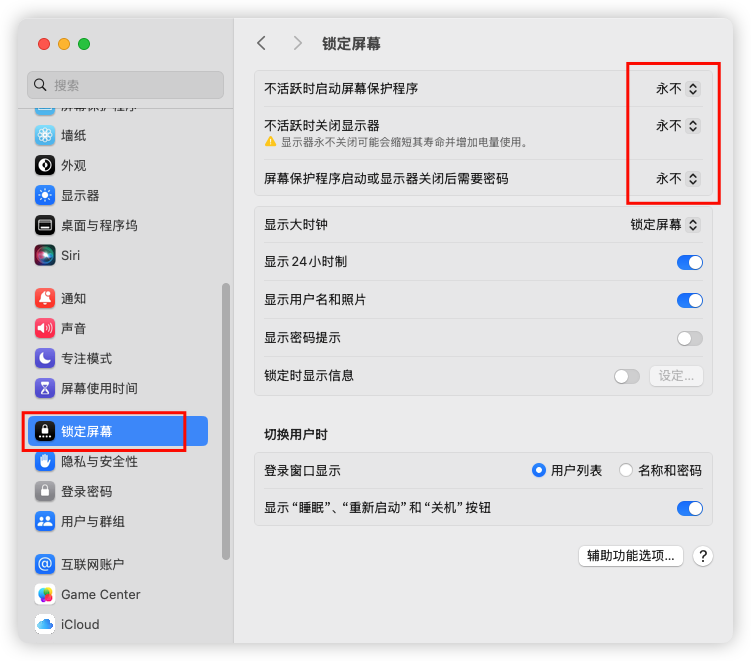 搜索
屏幕保护程序
墙纸
外观
显示器
桌面与程序坞
Siri
通知
声音
专注模式
屏幕使用时间
锁定屏幕
隐私与安全性
登录密码
用户与群组
互联网账户
Game Center
iCloud
锁定屏幕
不活跃时启动屏幕保护程序 永不
不活跃时关闭显示器 永不
显示器永不关闭可能会缩短其寿命并增加电量使用。
屏幕保护程序启动或显示器关闭后需要密码 永不
显示大时钟 锁定屏幕
显示24小时制
显示用户名和照片
显示密码提示
锁定时显示信息 设定...
切换用户时
登录窗口显示 用户列表 名称和密码
显示“睡眠”、“重新启动”和“关机”按钮
辅助功能选项... ?